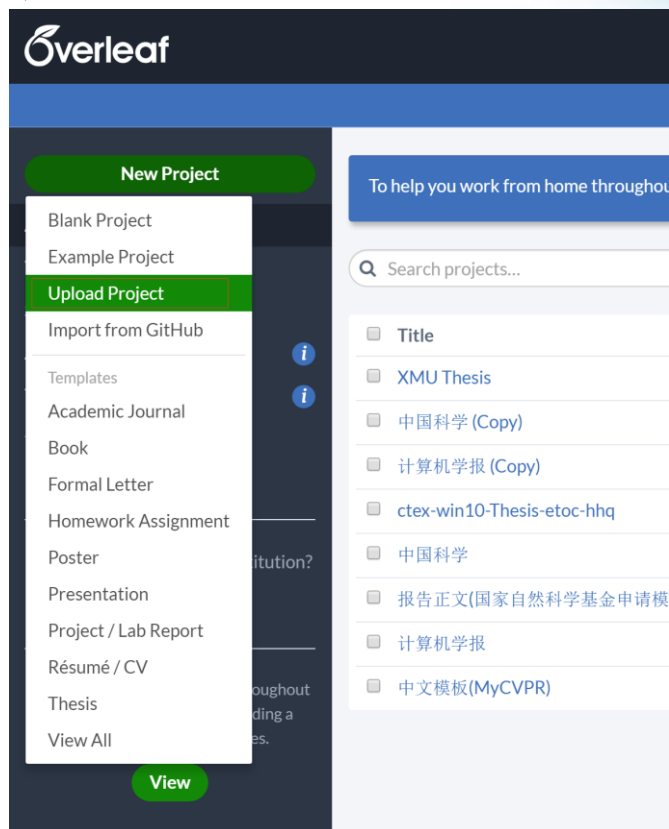 Overleaf
New Project
Blank Project
Example Project
Upload Project
Import from GitHub
Templates
Academic Journal
Book
Formal Letter
Homework Assignment
Poster
Presentation
Project / Lab Report
Résumé / CV
Thesis
View All
itution?
oughout
ding a
es.
View
To help you work from home throughou
Search projects...
Title
XMU Thesis
中国科学 (Copy)
计算机学报 (Copy)
ctex-win10-Thesis-etoc-hhq
中国科学
报告正文(国家自然科学基金申请模
计算机学报
中文模板(MyCVPR)